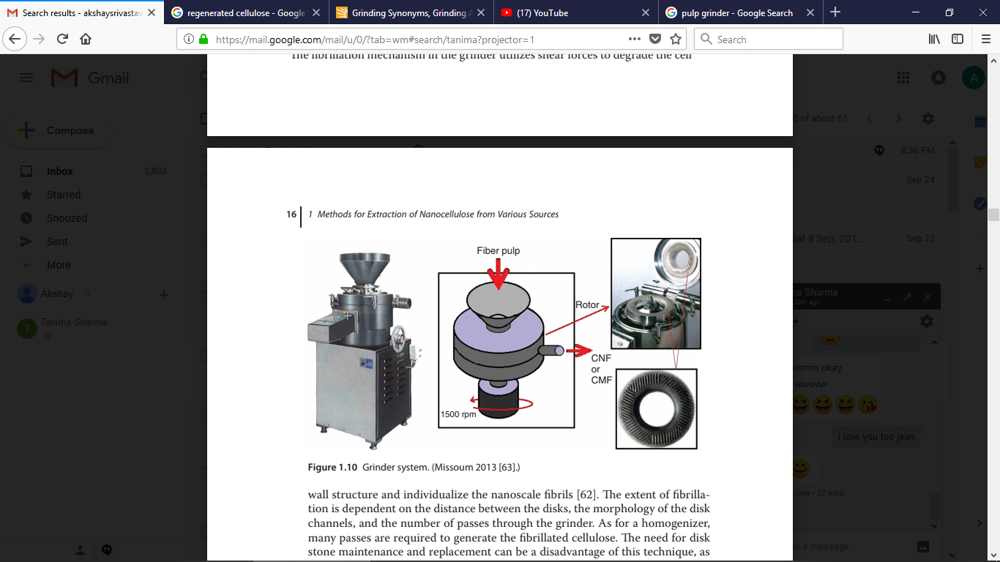 Search results - akshaysrivastav
regenerated cellulose - Google
Grinding Synonyms, Grinding A
(17) YouTube
pulp grinder - Google Search
https://mail.google.com/mail/u/0/?tab=wm#search/tanima?projector=1
Search
The fibrillation mechanism in the grinder utilizes shear forces to degrade the cell
Gmail
A
0 of about 61
Compose
8:36 PM
Inbox 5,803
Sep 24
Starred
Snoozed
16 1 Methods for Extraction of Nanocellulose from Various Sources
Sent
Sat 8 Sep, 201... Sep 22
More
Fiber pulp
Akshay
ma Sharma
38m ago
Rotor
T Tanima Sharma
CNF
or
CMF
mmm okay
wuvuvuv
1500 rpm
i love you too jaan
Figure 1.10 Grinder system. (Missoum 2013 [63].)
wall structure and individualize the nanoscale fibrils [62]. The extent of fibrilla-
nima • 37 mins
tion is dependent on the distance between the disks, the morphology of the disk
channels, and the number of passes through the grinder. As for a homogenizer,
many passes are required to generate the fibrillated cellulose. The need for disk
d a message
stone maintenance and replacement can be a disadvantage of this technique, as